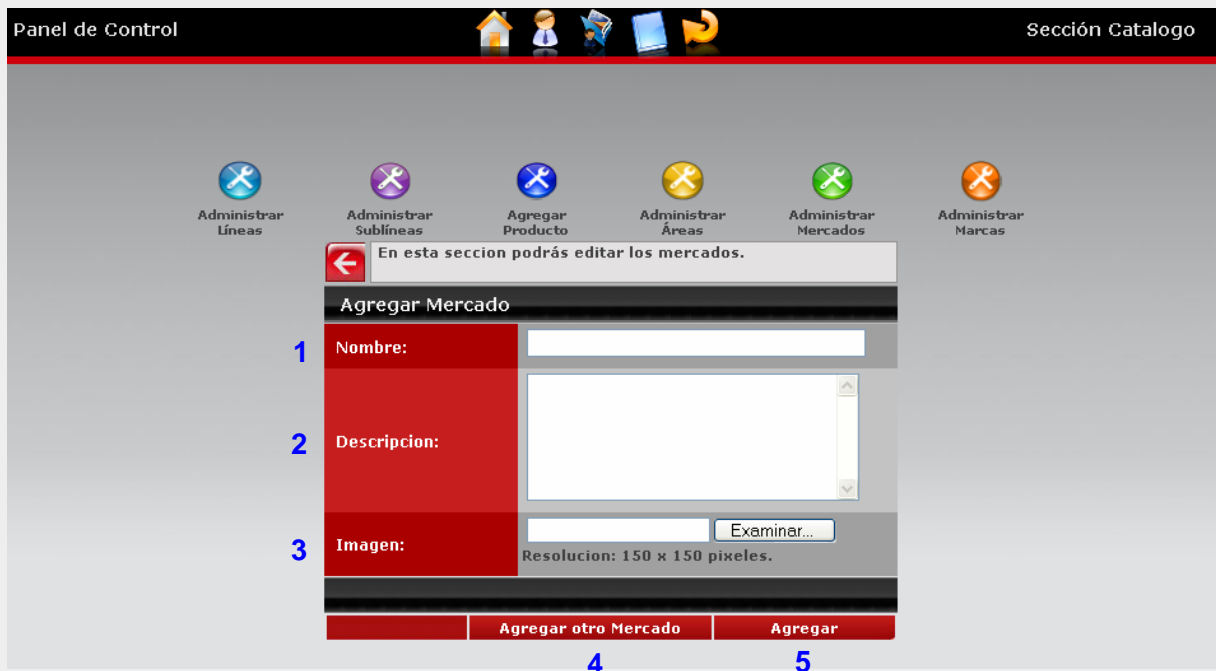 Panel de Control
Sección Catalogo
Administrar Líneas
Administrar Sublíneas
Agregar Producto
Administrar Áreas
Administrar Mercados
Administrar Marcas
En esta seccion podrás editar los mercados.
Agregar Mercado
1 Nombre:
2 Descripcion:
3 Imagen:
Examinar...
Resolucion: 150 x 150 pixeles.
Agregar otro Mercado
Agregar
4
5